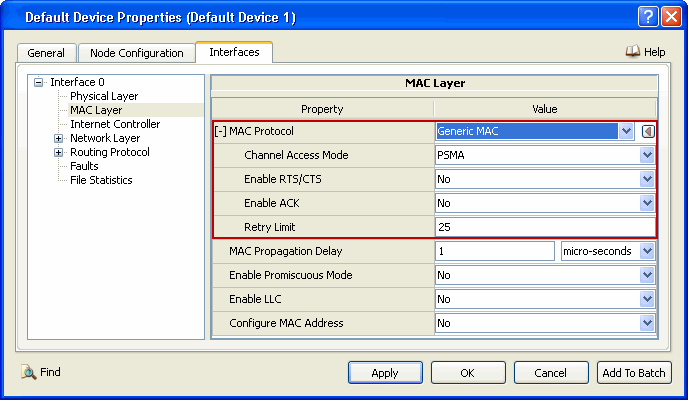 Default Device Properties (Default Device 1)
General Node Configuration Interfaces Help
Interface 0
Physical Layer
MAC Layer
Internet Controller
Network Layer
Routing Protocol
Faults
File Statistics
MAC Layer
Property Value
[-] MAC Protocol Generic MAC
Channel Access Mode PSMA
Enable RTS/CTS No
Enable ACK No
Retry Limit 25
MAC Propagation Delay 1 micro-seconds
Enable Promiscuous Mode No
Enable LLC No
Configure MAC Address No
Find Apply OK Cancel Add To Batch